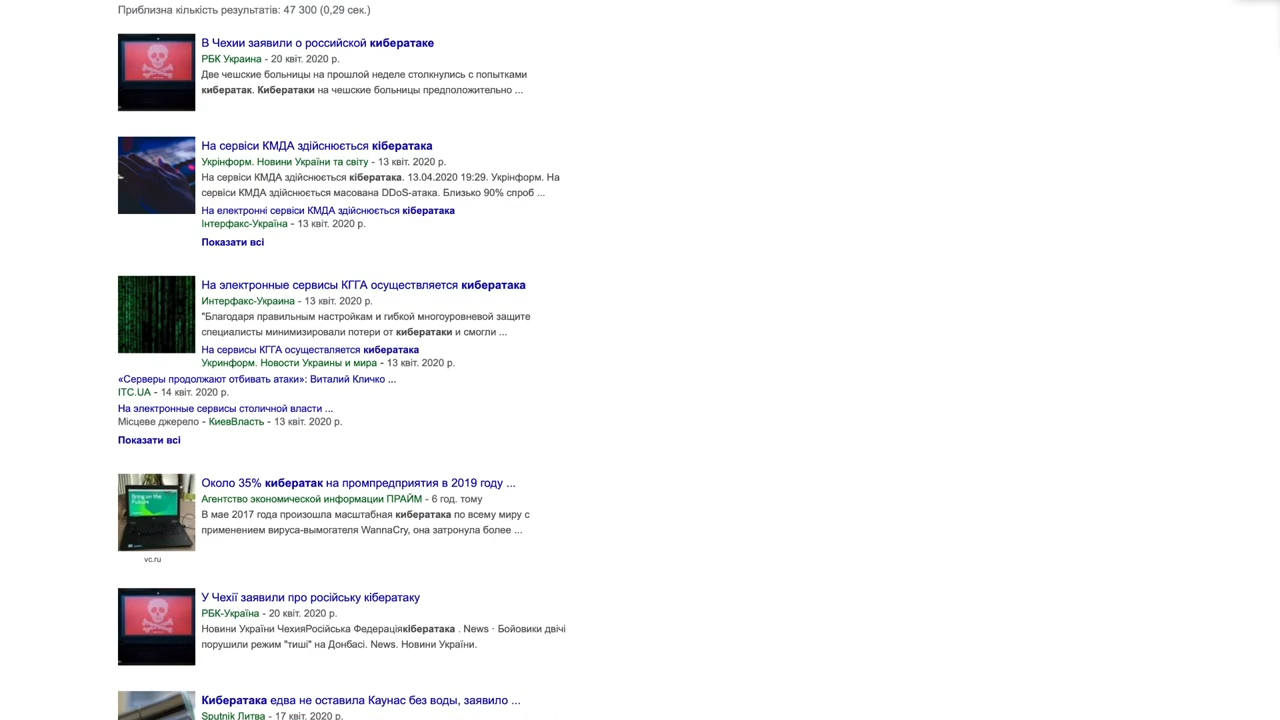 Приблизна кількість результатів: 47 300 (0,29 сек.)
В Чехии заявили о российской кибератаке
РБК Украина - 20 квіт. 2020 р.
Две чешские больницы на прошлой неделе столкнулись с попытками
кибератак. Кибератаки на чешские больницы предположительно ...
На сервіси КМДА здійснюється кібератака
Укрінформ. Новини України та світу - 13 квіт. 2020 р.
На сервіси КМДА здійснюється кібератака. 13.04.2020 19:29. Укрінформ. На
сервіси КМДА здійснюється масована DDoS-атака. Близько 90% спроб ...
На електронні сервіси КМДА здійснюється кібератака
Інтерфакс-Україна - 13 квіт. 2020 р.
Показати всі
На электронные сервисы КГГА осуществляется кибератака
Интерфакс-Украина - 13 квіт. 2020 р.
"Благодаря правильным настройкам и гибкой многоуровневой защите
специалисты минимизировали потери от кибератаки и смогли ...
На сервисы КГГА осуществляется кибератака
Укринформ. Новости Украины и мира - 13 квіт. 2020 р.
«Серверы продолжают отбивать атаки»: Виталий Кличко ...
ITC.UA - 14 квіт. 2020 р.
На электронные сервисы столичной власти ...
Місцеве джерело - КиевВласть - 13 квіт. 2020 р.
Показати всі
Bring on the
Future
Около 35% кибератак на промпредприятия в 2019 году ...
Агентство экономической информации ПРАЙМ - 6 год. тому
В мае 2017 года произошла масштабная кибератака по всему миру с
применением вируса-вымогателя WannaCry, она затронула более ...
vc.ru
У Чехії заявили про російську кібератаку
РБК-Україна - 20 квіт. 2020 р.
Новини України ЧехияРосійська Федераціякібератака . News · Бойовики двічі
порушили режим "тиші" на Донбасі. News. Новини України.
Кибератака едва не оставила Каунас без воды, заявило ...
Sputnik Литва - 17 квіт. 2020 р.